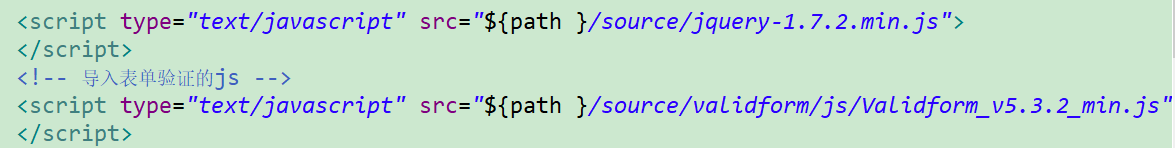 <script type="text/javascript" src="${path }/source/jquery-1.7.2.min.js">
</script>
<!-- 导入表单验证的js -->
<script type="text/javascript" src="${path }/source/validform/js/Validform_v5.3.2_min.js"
</script>